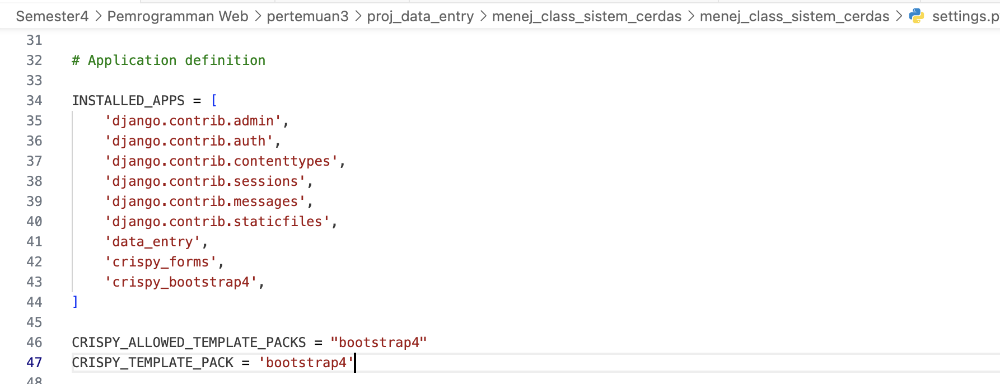 Semester4 > Pemrogramman Web > pertemuan3 > proj_data_entry > menej_class_sistem_cerdas > menej_class_sistem_cerdas > settings.p
31
32 # Application definition
33
34 INSTALLED_APPS = [
35     'django.contrib.admin',
36     'django.contrib.auth',
37     'django.contrib.contenttypes',
38     'django.contrib.sessions',
39     'django.contrib.messages',
40     'django.contrib.staticfiles',
41     'data_entry',
42     'crispy_forms',
43     'crispy_bootstrap4',
44 ]
45
46 CRISPY_ALLOWED_TEMPLATE_PACKS = "bootstrap4"
47 CRISPY_TEMPLATE_PACK = 'bootstrap4'
48